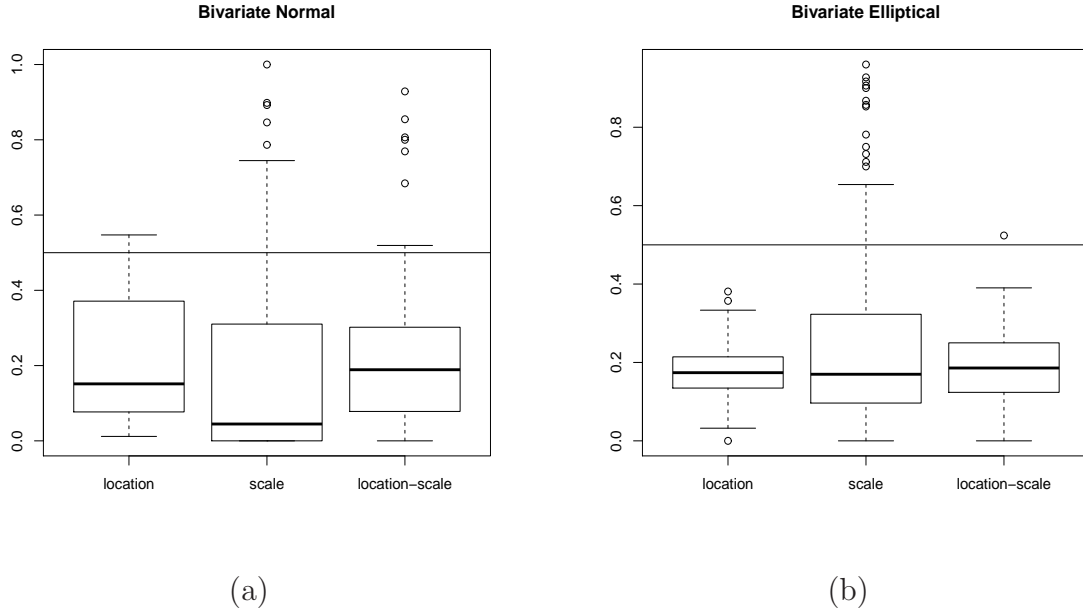 Bivariate Normal
1.0
0.8
0.6
0.4
0.2
0.0
location scale location−scale
(a)
Bivariate Elliptical
0.8
0.6
0.4
0.2
0.0
location scale location−scale
(b)